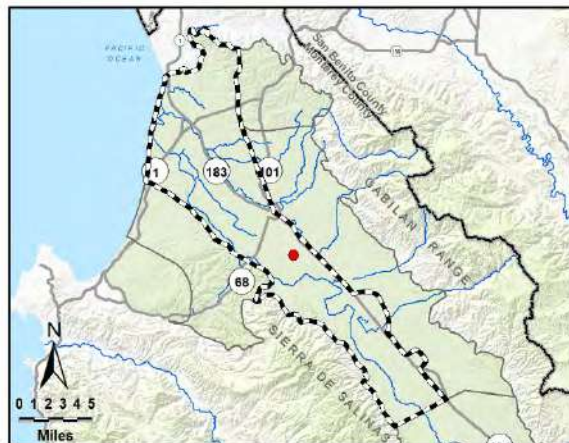 1
PACIFIC
OCEAN
San Benito County
Monterey County
1
183
101
GABILAN RANGE
68
SIERRA DE SALINAS
N
0 1 2 3 4 5
Miles